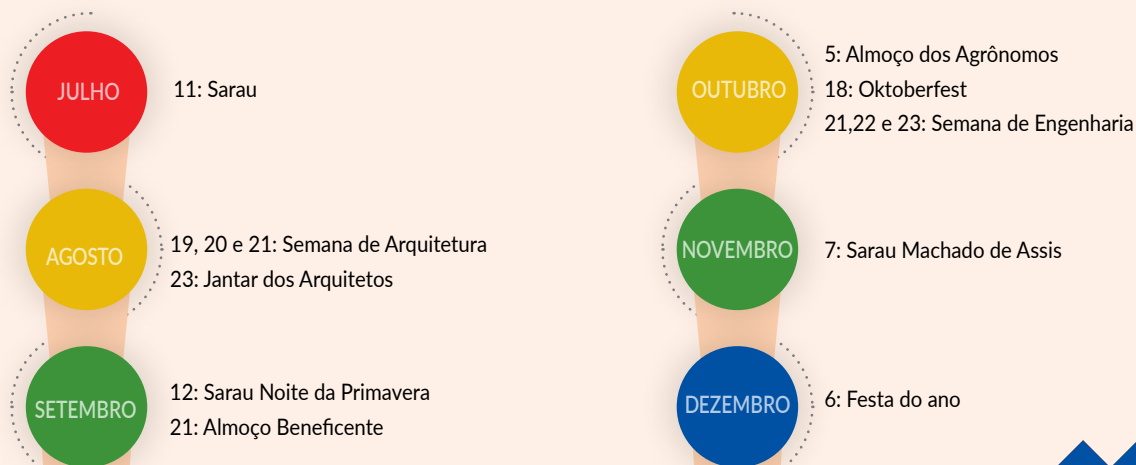 JULHO
11: Sarau
AGOSTO
19, 20 e 21: Semana de Arquitetura
23: Jantar dos Arquitetos
SETEMBRO
12: Sarau Noite da Primavera
21: Almoço Beneficente
OUTUBRO
5: Almoço dos Agrônomos
18: Oktoberfest
21,22 e 23: Semana de Engenharia
NOVEMBRO
7: Sarau Machado de Assis
DEZEMBRO
6: Festa do ano